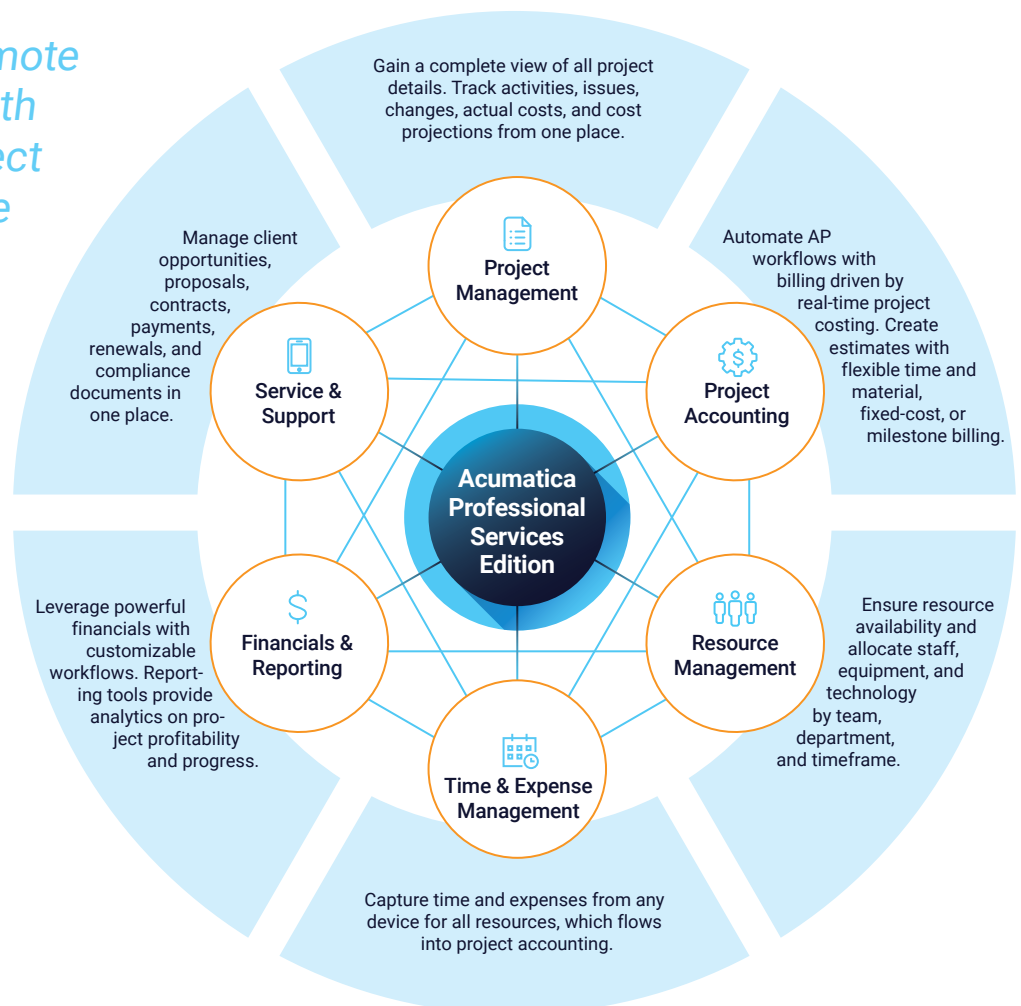 mote
th
ect
e
Gain a complete view of all project
details. Track activities, issues,
changes, actual costs, and cost
projections from one place.
Project
Management
Automate AP
workflows with
billing driven by
real-time project
costing. Create
estimates with
flexible time and
material,
fixed-cost, or
milestone billing.
Project
Accounting
Ensure resource
availability and
allocate staff,
equipment, and
technology
by team,
department,
and timeframe.
Resource
Management
Capture time and expenses from any
device for all resources, which flows
into project accounting.
Time & Expense
Management
Leverage powerful
financials with
customizable
workflows. Report-
ing tools provide
analytics on pro-
ject profitability
and progress.
Financials &
Reporting
Manage client
opportunities,
proposals,
contracts,
payments,
renewals, and
compliance
documents in
one place.
Service &
Support
Acumatica
Professional
Services
Edition